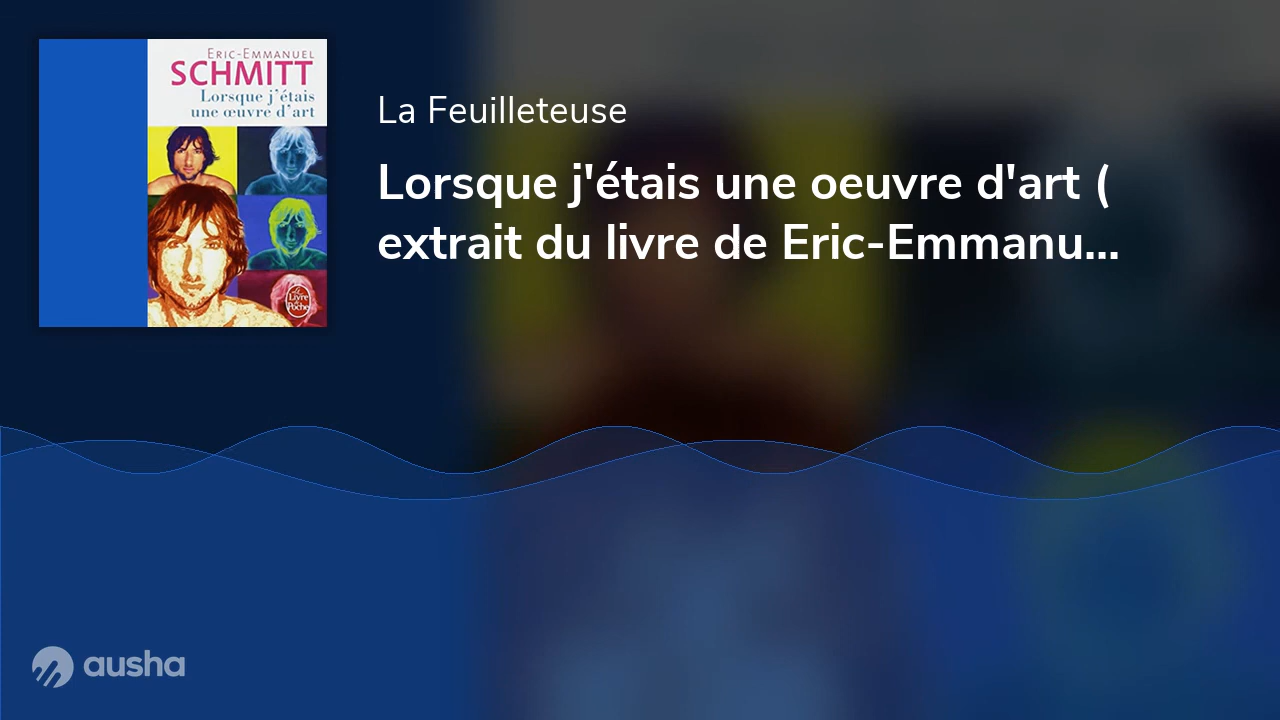 ERIC-EMMANUEL
SCHMITT
Lorsque j'étais
une œuvre d'art
Le
Livre
de
Poche
La Feuilleteuse
Lorsque j'étais une oeuvre d'art (
extrait du livre de Eric-Emmanu...
ausha